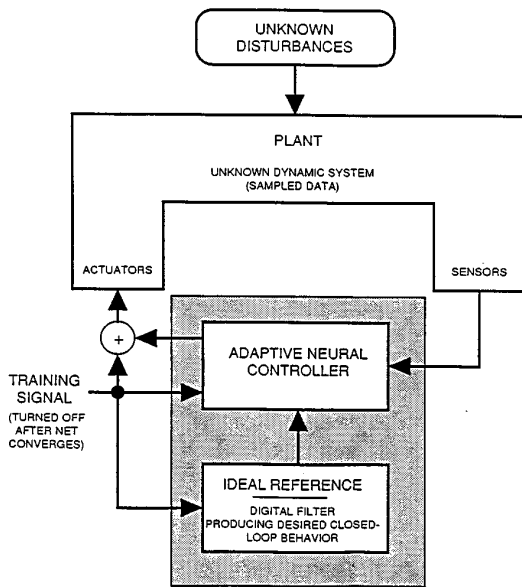 UNKNOWN
DISTURBANCES
PLANT
UNKNOWN DYNAMIC SYSTEM
(SAMPLED DATA)
ACTUATORS
SENSORS
+
ADAPTIVE NEURAL
CONTROLLER
TRAINING
SIGNAL
(TURNED OFF
AFTER NET
CONVERGES)
IDEAL REFERENCE
DIGITAL FILTER
PRODUCING DESIRED CLOSED-
LOOP BEHAVIOR